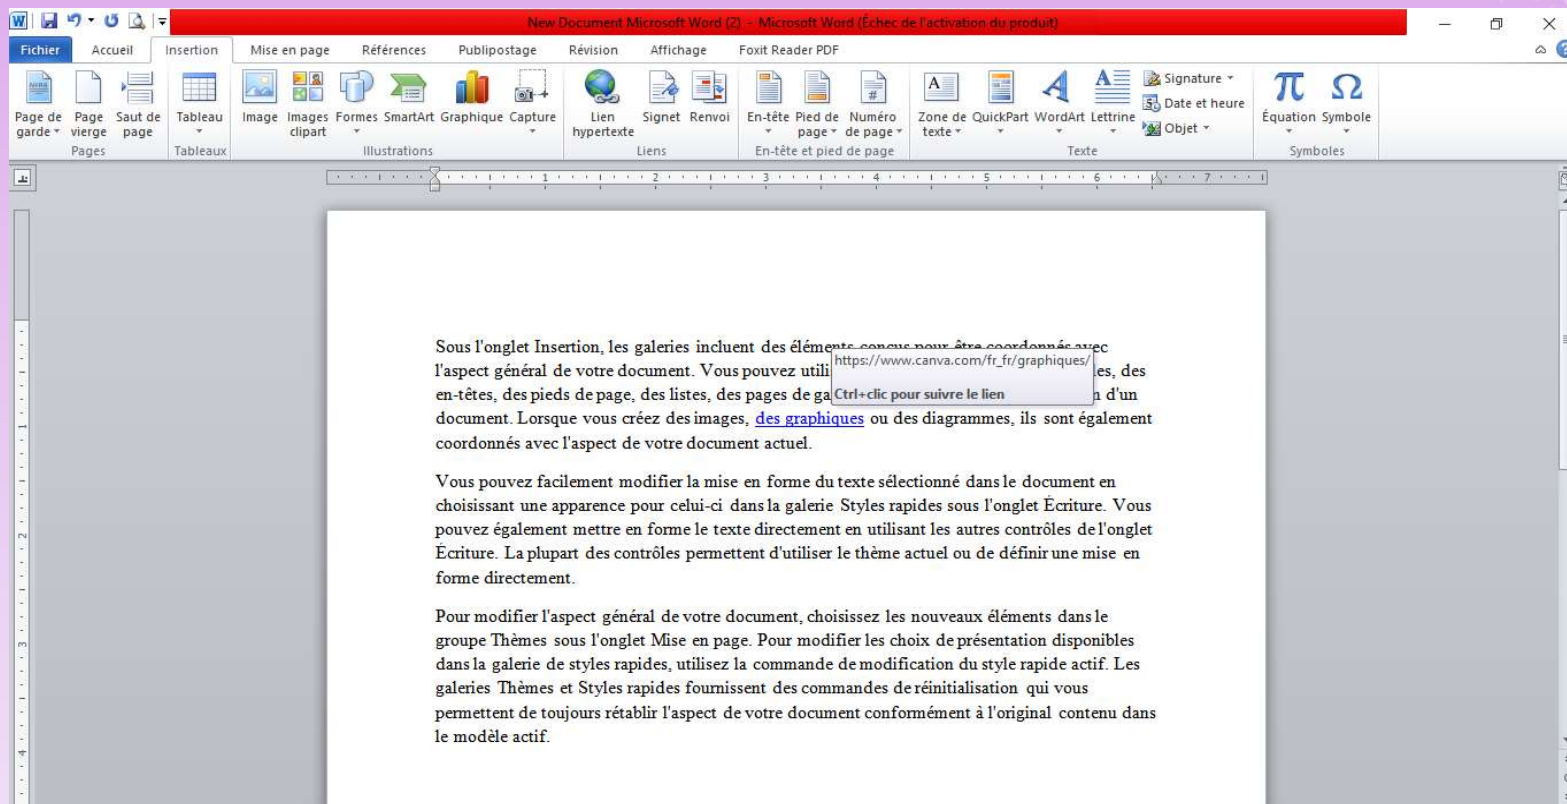 New Document Microsoft Word (2) - Microsoft Word (Échec de l'activation du produit)
Fichier Accueil Insertion Mise en page Références Publipostage Révision Affichage Foxit Reader PDF
Page de garde Page vierge Saut de page
Pages
Tableau
Tableaux
Image Images clipart Formes SmartArt Graphique Capture
Illustrations
Lien hypertexte Signet Renvoi
Liens
En-tête Pied de page Numéro de page
En-tête et pied de page
Zone de texte QuickPart WordArt Lettrine
Signature
Date et heure
Objet
Texte
Équation Symbole
Symboles
1 2 3 4 5 6 7
Sous l'onglet Insertion, les galeries incluent des éléments conçus pour être coordonnés avec
l'aspect général de votre document. Vous pouvez utili
https://www.canva.com/fr_fr/graphiques/
es, des
en-têtes, des pieds de page, des listes, des pages de ga
Ctrl+clic pour suivre le lien
n d'un
document. Lorsque vous créez des images, des graphiques ou des diagrammes, ils sont également
coordonnés avec l'aspect de votre document actuel.
Vous pouvez facilement modifier la mise en forme du texte sélectionné dans le document en
choisissant une apparence pour celui-ci dans la galerie Styles rapides sous l'onglet Écriture. Vous
pouvez également mettre en forme le texte directement en utilisant les autres contrôles de l'onglet
Écriture. La plupart des contrôles permettent d'utiliser le thème actuel ou de définir une mise en
forme directement.
Pour modifier l'aspect général de votre document, choisissez les nouveaux éléments dans le
groupe Thèmes sous l'onglet Mise en page. Pour modifier les choix de présentation disponibles
dans la galerie de styles rapides, utilisez la commande de modification du style rapide actif. Les
galeries Thèmes et Styles rapides fournissent des commandes de réinitialisation qui vous
permettent de toujours rétablir l'aspect de votre document conformément à l'original contenu dans
le modèle actif.